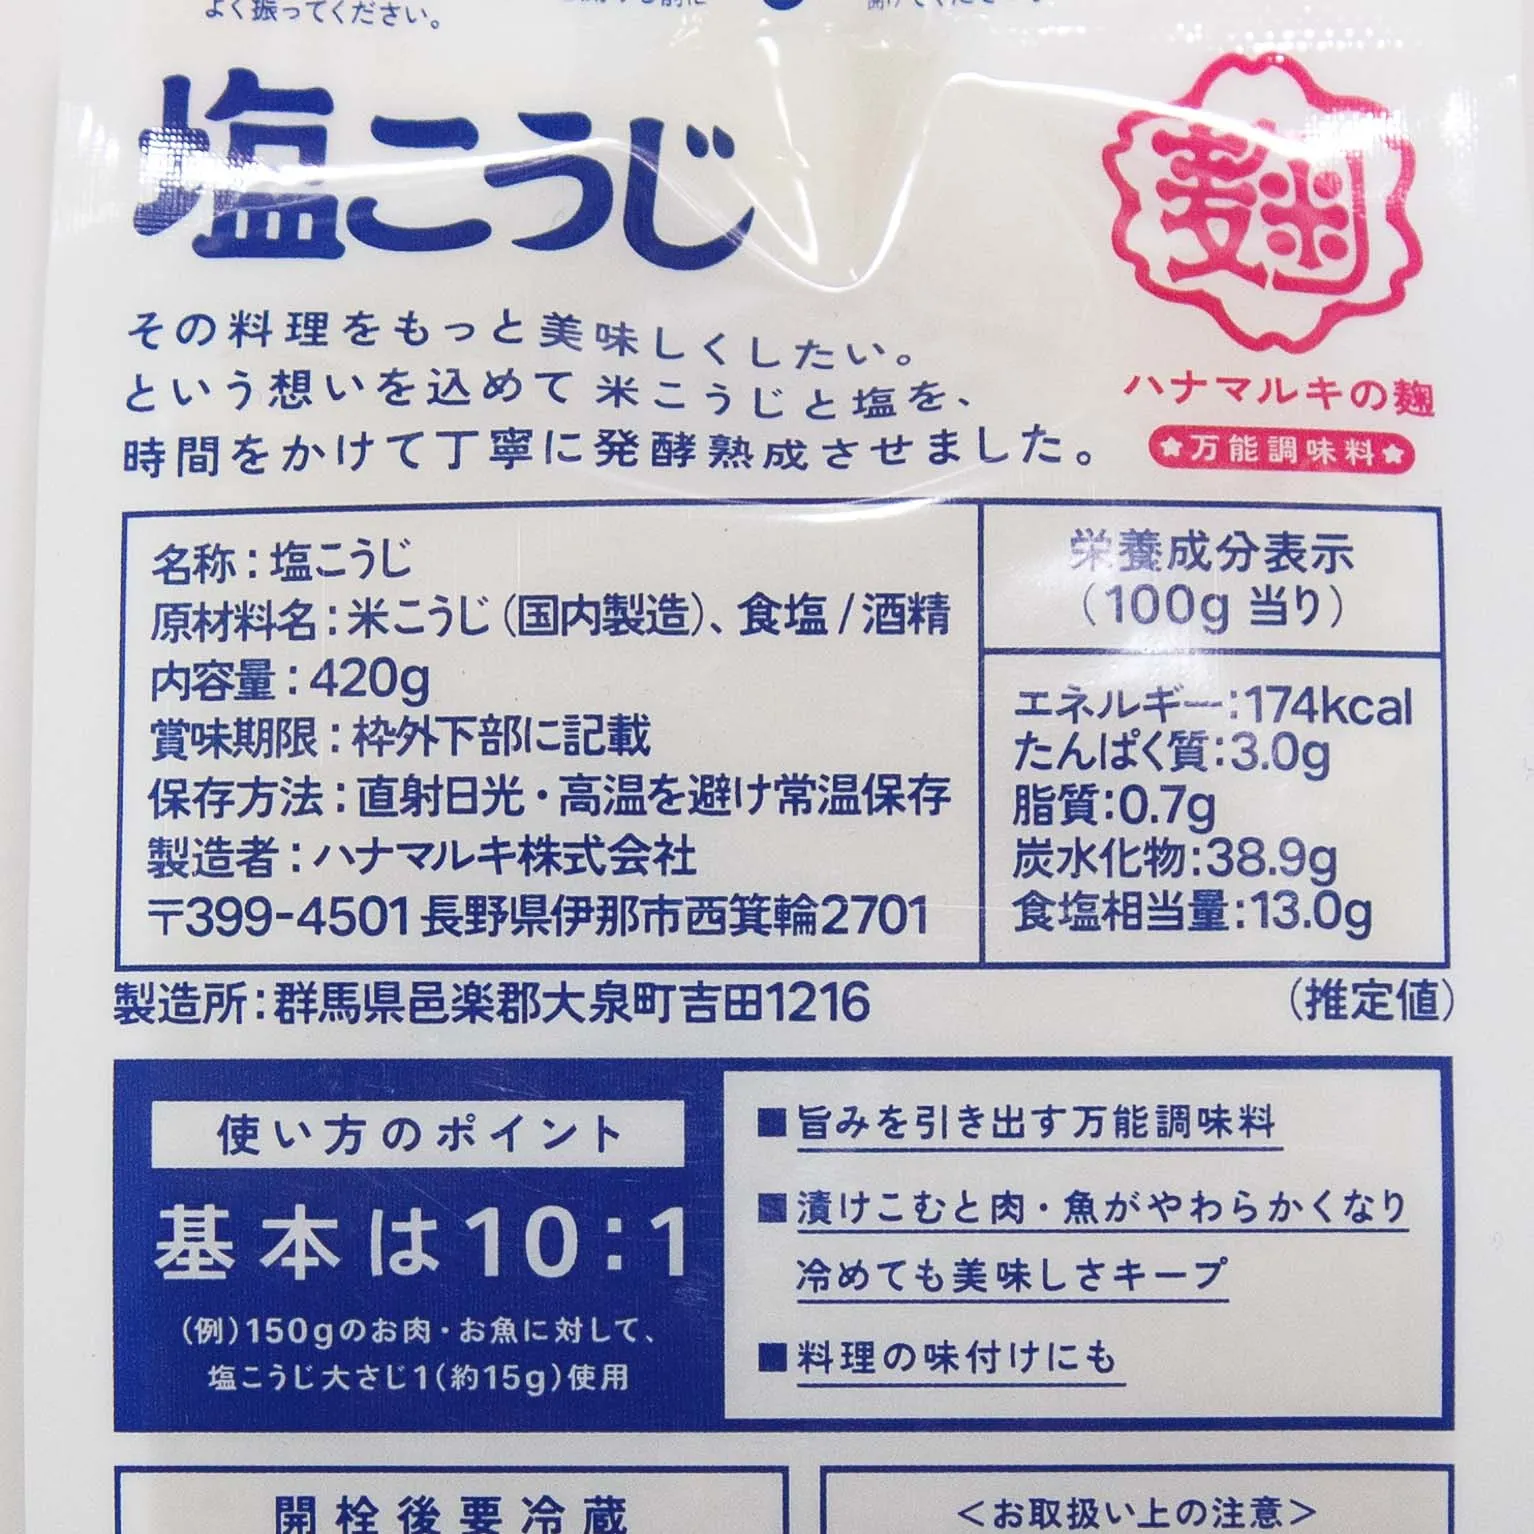 よく振ってください。
塩こうじ
麹
ハナマルキの麹
★万能調味料★
その料理をもっと美味しくしたい。
という想いを込めて 米こうじと塩を、
時間をかけて丁寧に発酵熟成させました。
名称:塩こうじ
原材料名:米こうじ(国内製造)、食塩/酒精
内容量:420g
賞味期限:枠外下部に記載
保存方法:直射日光・高温を避け常温保存
製造者:ハナマルキ株式会社
〒399-4501 長野県伊那市西箕輪2701
栄養成分表示
(100g 当り)
エネルギー:174kcal
たんぱく質:3.0g
脂質:0.7g
炭水化物:38.9g
食塩相当量:13.0g
製造所:群馬県邑楽郡大泉町吉田1216
(推定値)
使い方のポイント
基本は10:1
(例)150gのお肉・お魚に対して、
塩こうじ大さじ1(約15g)使用
■旨みを引き出す万能調味料
■漬けこむと肉・魚がやわらかくなり
冷めても美味しさキープ
■料理の味付けにも
開栓後要冷蔵
<お取扱い上の注意>